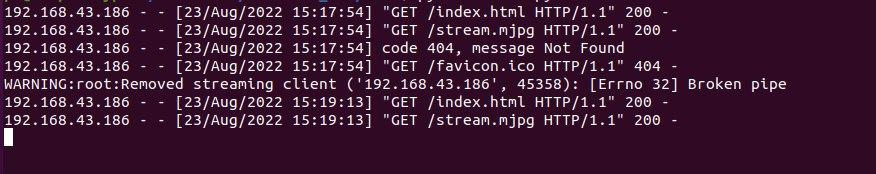 192.168.43.186 - - [23/Aug/2022 15:17:54] "GET /index.html HTTP/1.1" 200 -
192.168.43.186 - - [23/Aug/2022 15:17:54] "GET /stream.mjpg HTTP/1.1" 200 -
192.168.43.186 - - [23/Aug/2022 15:17:54] code 404, message Not Found
192.168.43.186 - - [23/Aug/2022 15:17:54] "GET /favicon.ico HTTP/1.1" 404 -
WARNING:root:Removed streaming client ('192.168.43.186', 45358): [Errno 32] Broken pipe
192.168.43.186 - - [23/Aug/2022 15:19:13] "GET /index.html HTTP/1.1" 200 -
192.168.43.186 - - [23/Aug/2022 15:19:13] "GET /stream.mjpg HTTP/1.1" 200 -